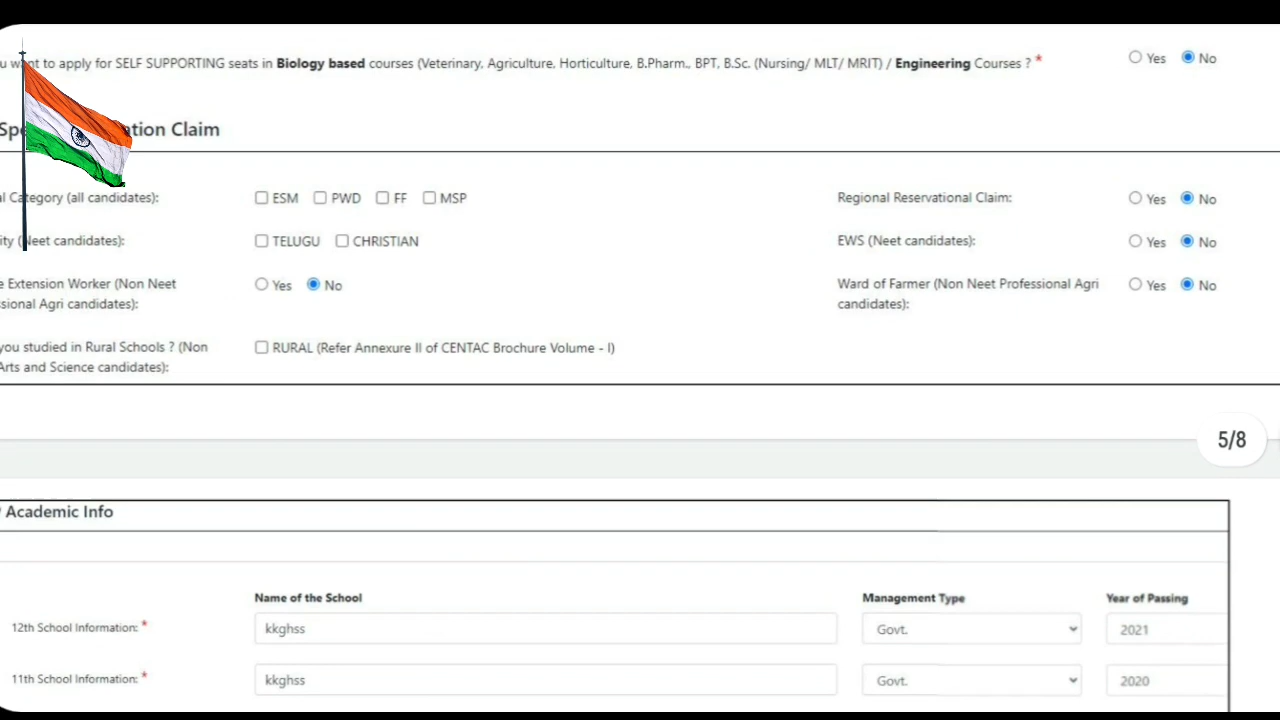 want to apply for SELF SUPPORTING seats in Biology based courses (Veterinary, Agriculture, Horticulture, B.Pharm., BPT, B.Sc. (Nursing/ MLT/ MRIT) / Engineering Courses ? * Yes No
Claim
Category (all candidates): ESM PWD FF MSP Regional Reservational Claim: Yes No
(Neet candidates): TELUGU CHRISTIAN EWS (Neet candidates): Yes No
Extension Worker (Non Neet Yes No Ward of Farmer (Non Neet Professional Agri Yes No
Agri candidates): candidates):
you studied in Rural Schools ? (Non RURAL (Refer Annexure II of CENTAC Brochure Volume - I)
Arts and Science candidates):
5/8
Academic Info
Name of the School Management Type Year of Passing
12th School Information: * kkghss Govt. 2021
11th School Information: * kkghss Govt. 2020